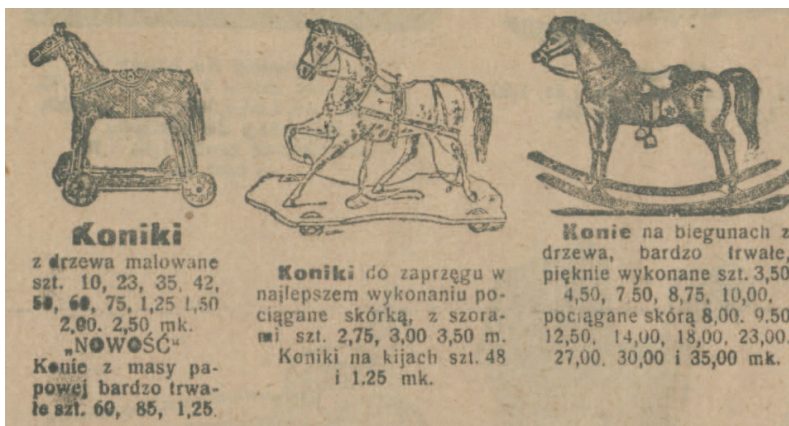 Koniki
z drzewa malowane
szt. 10, 23, 35, 42,
50, 60, 75, 1,25 1,50
2,00. 2,50 mk.
„NOWOŚĆ“
Konie z masy pa-
powej bardzo trwa-
łe szt. 60, 85, 1,25.
Koniki do zaprzęgu w
najlepszem wykonaniu po-
ciągane skórką, z szora-
mi szt. 2,75, 3,00 3,50 m.
Koniki na kijach szt. 48
i 1.25 mk.
Konie na biegunach z
drzewa, bardzo trwałe,
pięknie wykonane szt. 3,50
4,50, 7 50, 8,75, 10,00,
pociągane skórą 8,00. 9.50
12,50, 14,00, 18,00, 23,00.
27,00, 30,00 i 35,00 mk.